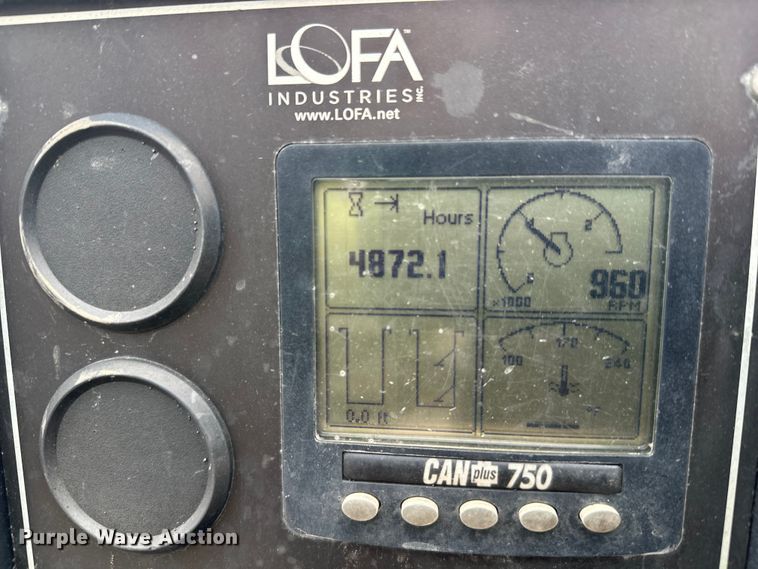 LOFA™
INDUSTRIES INC.
www.LOFA.net
Hours
4872.1
1 2
0
960
x1000 RPM
100 170 240
0.0 ft
°F
CAN plus 750
Purple Wave Auction